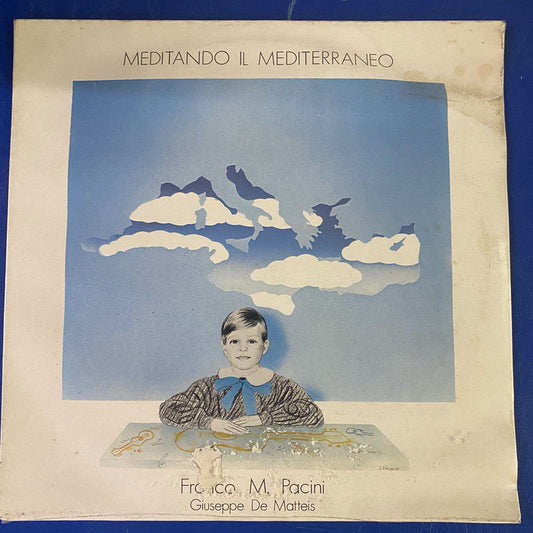 MEDITANDO IL MEDITERRANEO
Franco M. Pacini
Giuseppe De Matteis